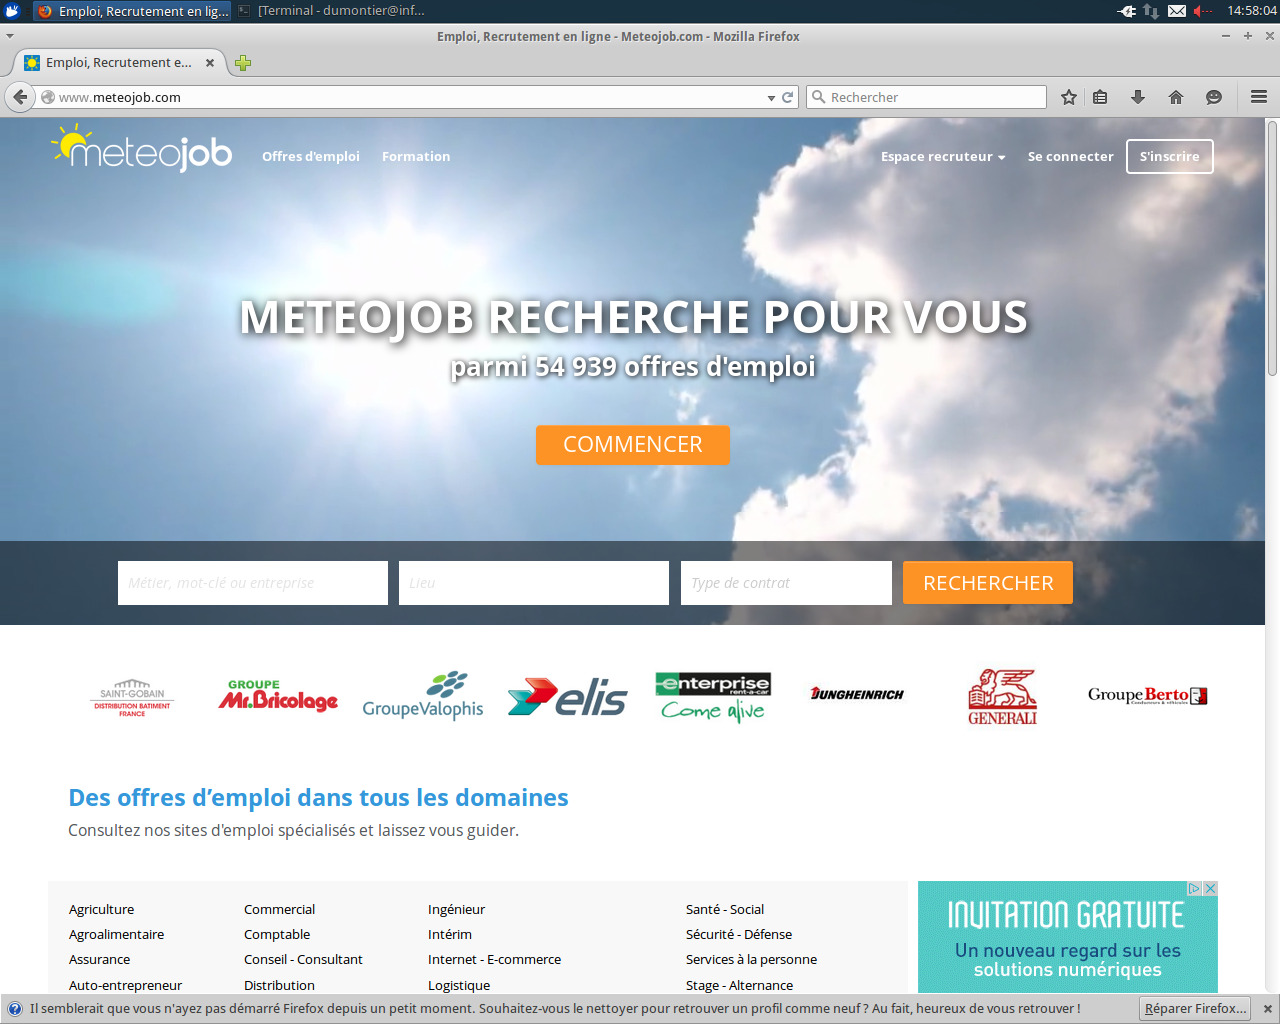 Emploi, Recrutement en lig...
[Terminal - dumontier@inf...
14:58:04
Emploi, Recrutement en ligne - Meteojob.com - Mozilla Firefox
Emploi, Recrutement e...
www.meteojob.com
Rechercher
meteojob
Offres d'emploi
Formation
Espace recruteur
Se connecter
S'inscrire
METEOJOB RECHERCHE POUR VOUS
parmi 54 939 offres d'emploi
COMMENCER
Métier, mot-clé ou entreprise
Lieu
Type de contrat
RECHERCHER
SAINT-GOBAIN
DISTRIBUTION BATIMENT
FRANCE
GROUPE
Mr.Bricolage
GroupeValophis
elis
enterprise
rent-a-car
Come alive
JUNGHEINRICH
GENERALI
Groupe Berto
Conducteurs & véhicules
Des offres d’emploi dans tous les domaines
Consultez nos sites d'emploi spécialisés et laissez vous guider.
Agriculture
Agroalimentaire
Assurance
Auto-entrepreneur
Commercial
Comptable
Conseil - Consultant
Distribution
Ingénieur
Intérim
Internet - E-commerce
Logistique
Santé - Social
Sécurité - Défense
Services à la personne
Stage - Alternance
INVITATION GRATUITE
Un nouveau regard sur les
solutions numériques
Il semblerait que vous n'ayez pas démarré Firefox depuis un petit moment. Souhaitez-vous le nettoyer pour retrouver un profil comme neuf ? Au fait, heureux de vous retrouver !
Réparer Firefox...